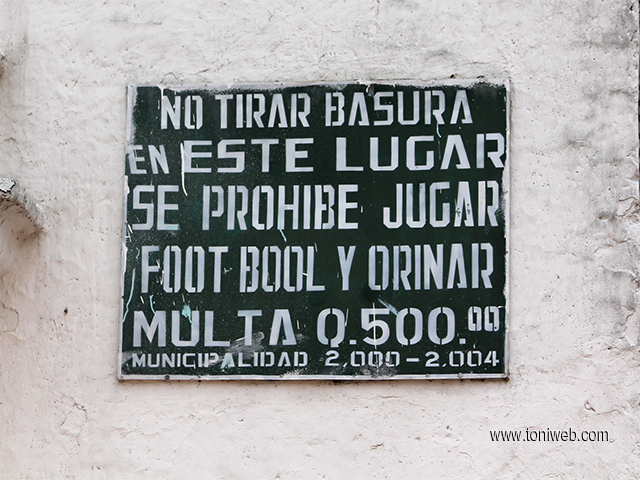 NO TIRAR BASURA
EN ESTE LUGAR
SE PROHIBE JUGAR
FOOT BOOL Y ORINAR
MULTA Q.500.00
MUNICIPALIDAD 2,000-2,004
www.toniweb.com